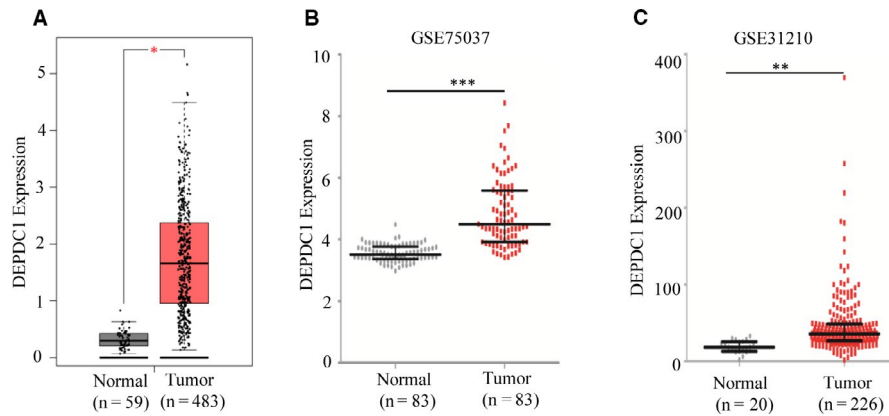 A
DEPDC1 Expression
5
4
3
2
1
0
*
Normal
(n = 59)
Tumor
(n = 483)
B
GSE75037
DEPDC1 Expression
10
8
6
4
2
0
***
Normal
(n = 83)
Tumor
(n = 83)
C
GSE31210
DEPDC1 Expression
400
300
200
100
0
**
Normal
(n = 20)
Tumor
(n = 226)